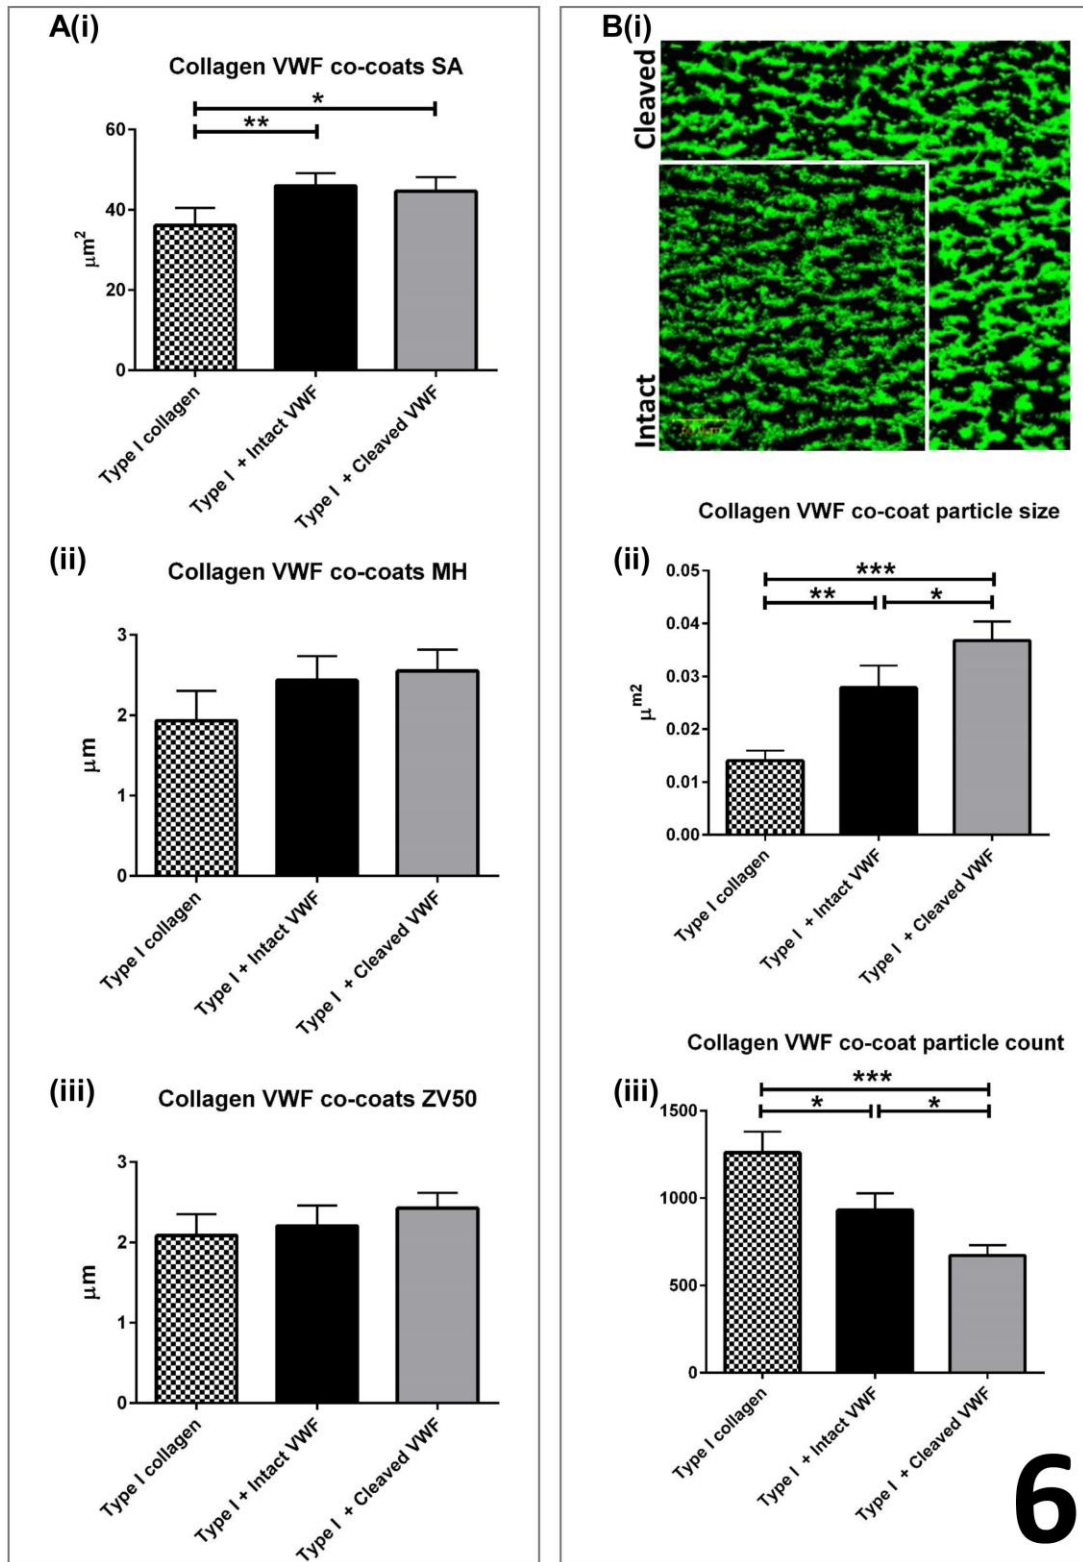 A(i)
Collagen VWF co-coats SA
*
**
60
40
20
0
μm²
Type I collagen
Type I + Intact VWF
Type I + Cleaved VWF
(ii)
Collagen VWF co-coats MH
3
2
1
0
μm
Type I collagen
Type I + Intact VWF
Type I + Cleaved VWF
(iii)
Collagen VWF co-coats ZV50
3
2
1
0
μm
Type I collagen
Type I + Intact VWF
Type I + Cleaved VWF
B(i)
Cleaved
Intact
Collagen VWF co-coat particle size
(ii)
***
** *
0.05
0.04
0.03
0.02
0.01
0.00
μm2
Type I collagen
Type I + Intact VWF
Type I + Cleaved VWF
Collagen VWF co-coat particle count
(iii)
***
* *
1500
1000
500
0
Type I collagen
Type I + Intact VWF
Type I + Cleaved VWF
6